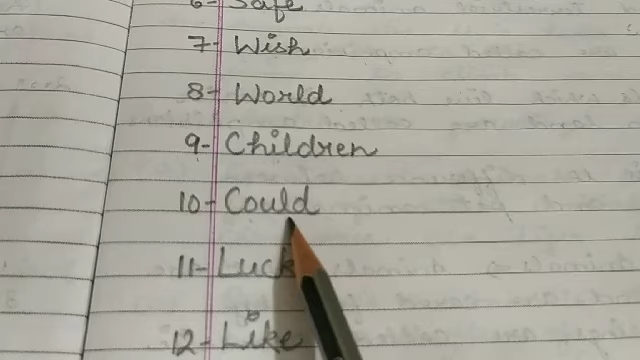 6- Safe
7- Wish
8- World
9- Children
10- Could
11- Luck
12- Like